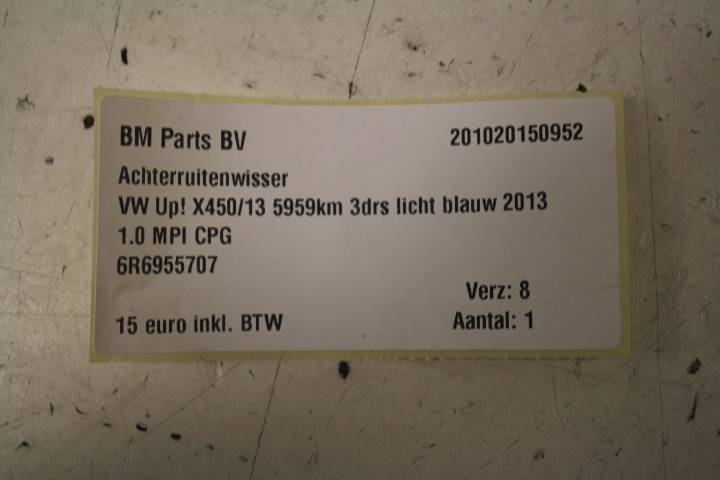 BM Parts BV 201020150952
Achterruitenwisser
VW Up! X450/13 5959km 3drs licht blauw 2013
1.0 MPI CPG
6R6955707
Verz: 8
15 euro inkl. BTW Aantal: 1